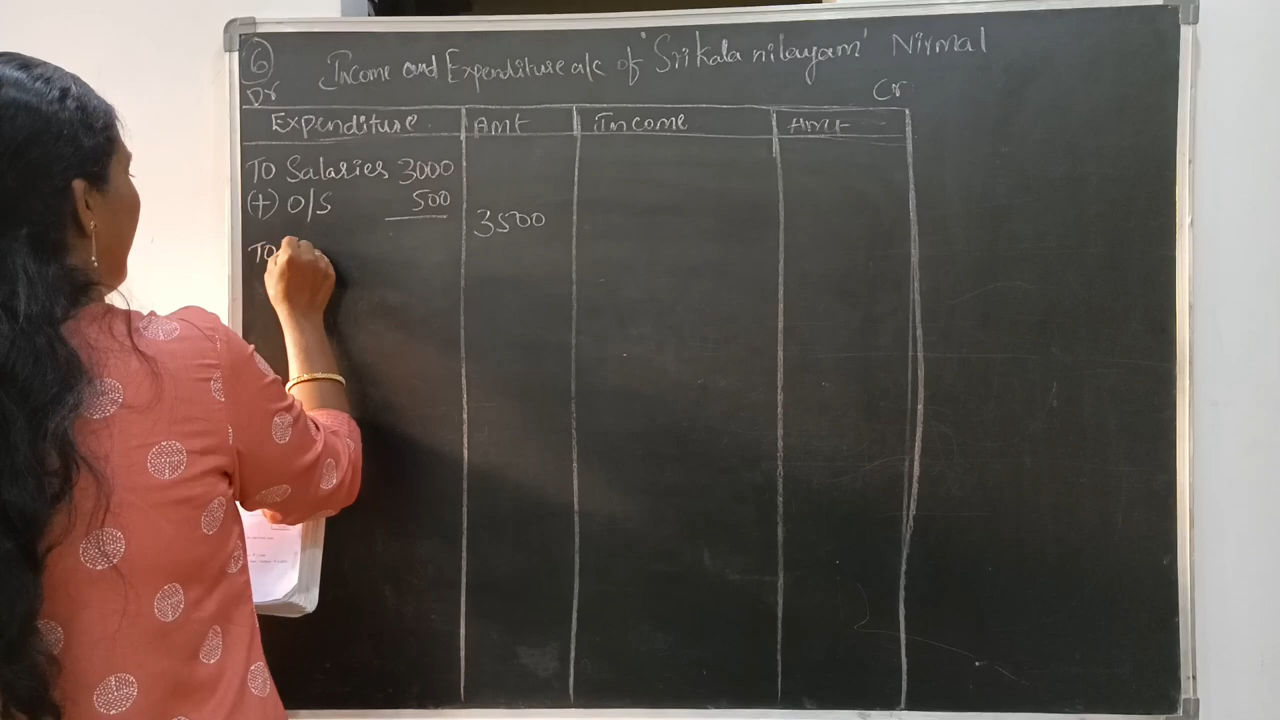 6
Income and Expenditure a/c of 'Srikala nilayam' Nirmal
Dr Cr
Expenditure Amt Income Amt
To Salaries 3000
(+) O/S 500
3500
To